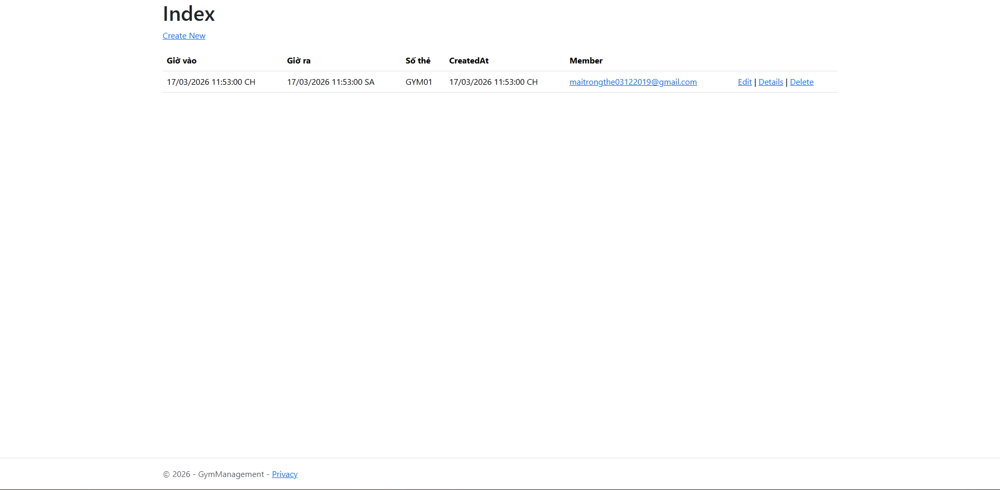 Index
Create New
Giờ vào Giờ ra Số thẻ CreatedAt Member
17/03/2026 11:53:00 CH 17/03/2026 11:53:00 SA GYM01 17/03/2026 11:53:00 CH maitrongthe03122019@gmail.com Edit | Details | Delete
© 2026 - GymManagement - Privacy